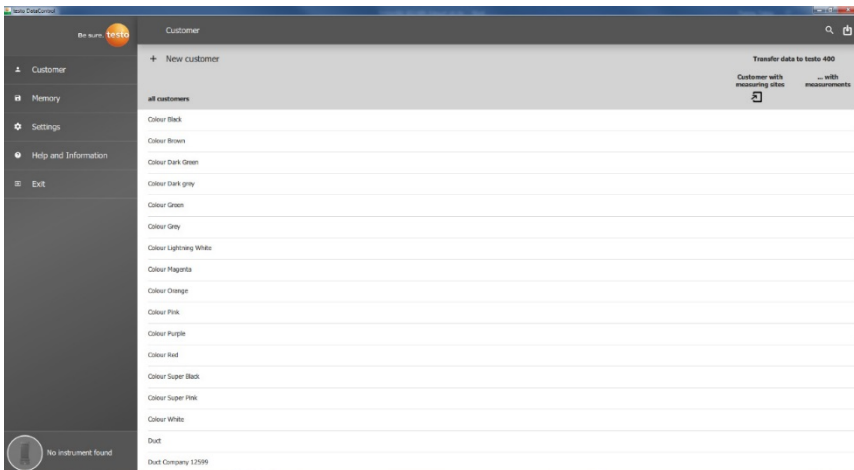 testo DataControl
Be sure. testo
Customer
Customer
Memory
Settings
Help and Information
Exit
No instrument found
+ New customer
Transfer data to testo 400
Customer with
measuring sites
... with
measurements
all customers
Colour Black
Colour Brown
Colour Dark Green
Colour Dark grey
Colour Green
Colour Grey
Colour Lightning White
Colour Magenta
Colour Orange
Colour Pink
Colour Purple
Colour Red
Colour Super Black
Colour Super Pink
Colour White
Duct
Duct Company 12599